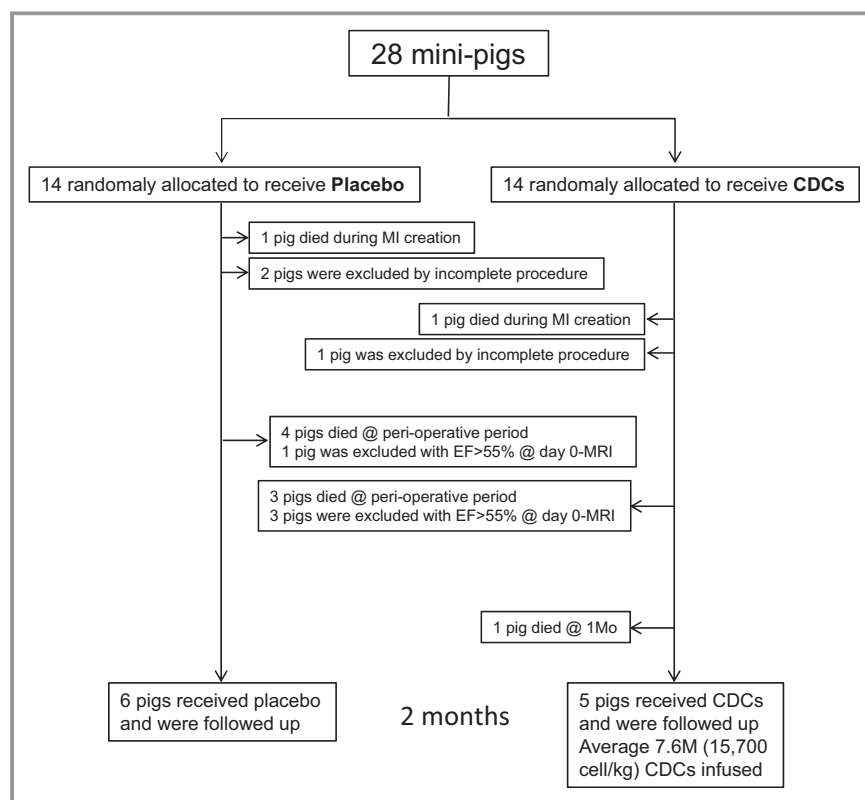 28 mini-pigs
14 randomaly allocated to receive Placebo
14 randomaly allocated to receive CDCs
1 pig died during MI creation
2 pigs were excluded by incomplete procedure
1 pig died during MI creation
1 pig was excluded by incomplete procedure
4 pigs died @ peri-operative period
1 pig was excluded with EF>55% @ day 0-MRI
3 pigs died @ peri-operative period
3 pigs were excluded with EF>55% @ day 0-MRI
1 pig died @ 1Mo
6 pigs received placebo
and were followed up
2 months
5 pigs received CDCs
and were followed up
Average 7.6M (15,700
cell/kg) CDCs infused